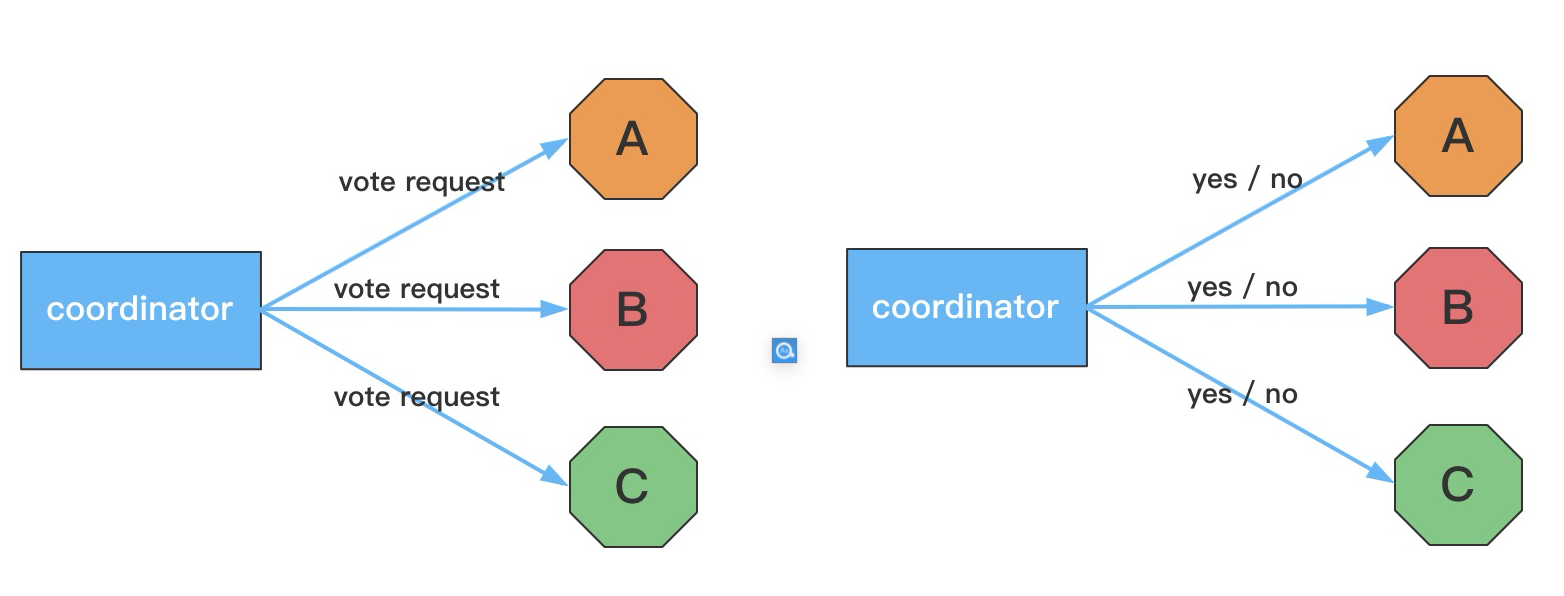 A
vote request
coordinator
vote request
B
vote request
C
A
yes / no
coordinator
yes / no
B
yes / no
C